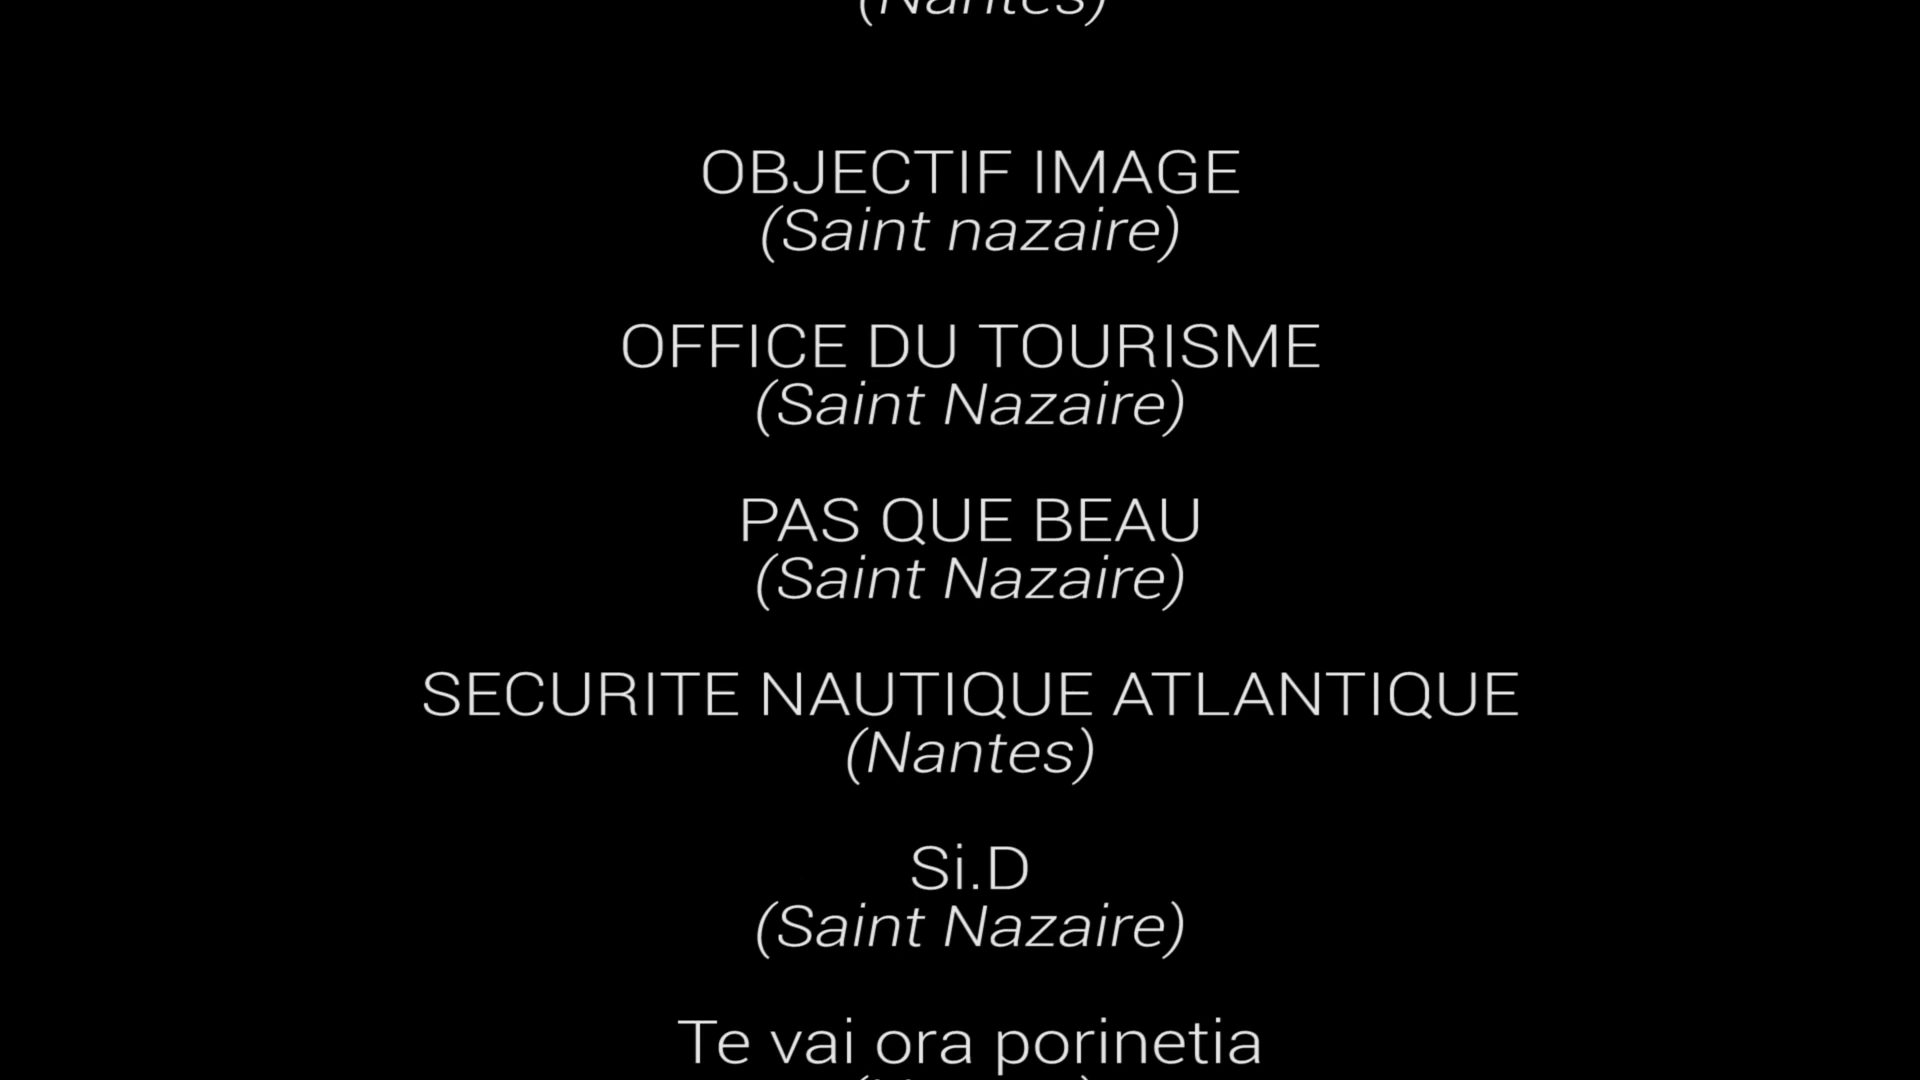 (Nantes)
OBJECTIF IMAGE
(Saint nazaire)
OFFICE DU TOURISME
(Saint Nazaire)
PAS QUE BEAU
(Saint Nazaire)
SECURITE NAUTIQUE ATLANTIQUE
(Nantes)
Si.D
(Saint Nazaire)
Te vai ora porinetia